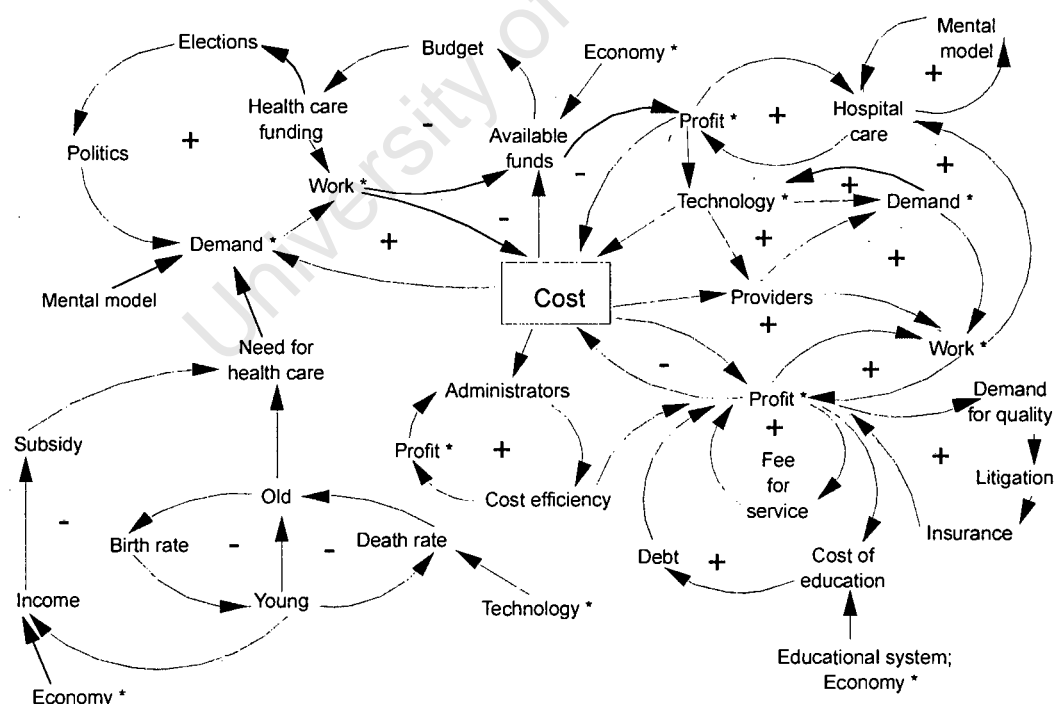 University of
Elections
Budget
Economy *
Mental
model
Health care
funding
Hospital
care
Politics
Available
funds
Profit *
Work *
Technology *
Demand *
Demand *
Mental model
Cost
Providers
Need for
health care
Work *
Administrators
Profit *
Demand
for quality
Subsidy
Profit *
Fee
for
service
Litigation
Old
Cost efficiency
Insurance
Birth rate
Death rate
Debt
Cost of
education
Income
Young
Technology *
Educational system;
Economy *
Economy *
+
-
+
+
+
-
+
+
-
+
+
+
+
-
+
+
+
+
-
-
-
+